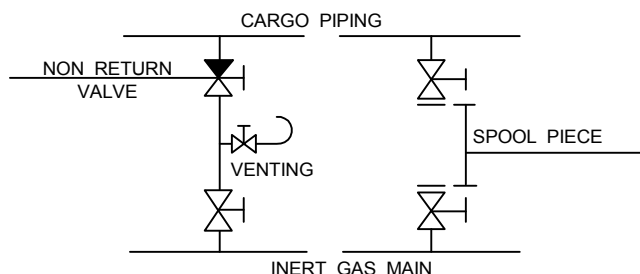 CARGO PIPING
NON RETURN
VALVE
SPOOL PIECE
VENTING
INERT GAS MAIN